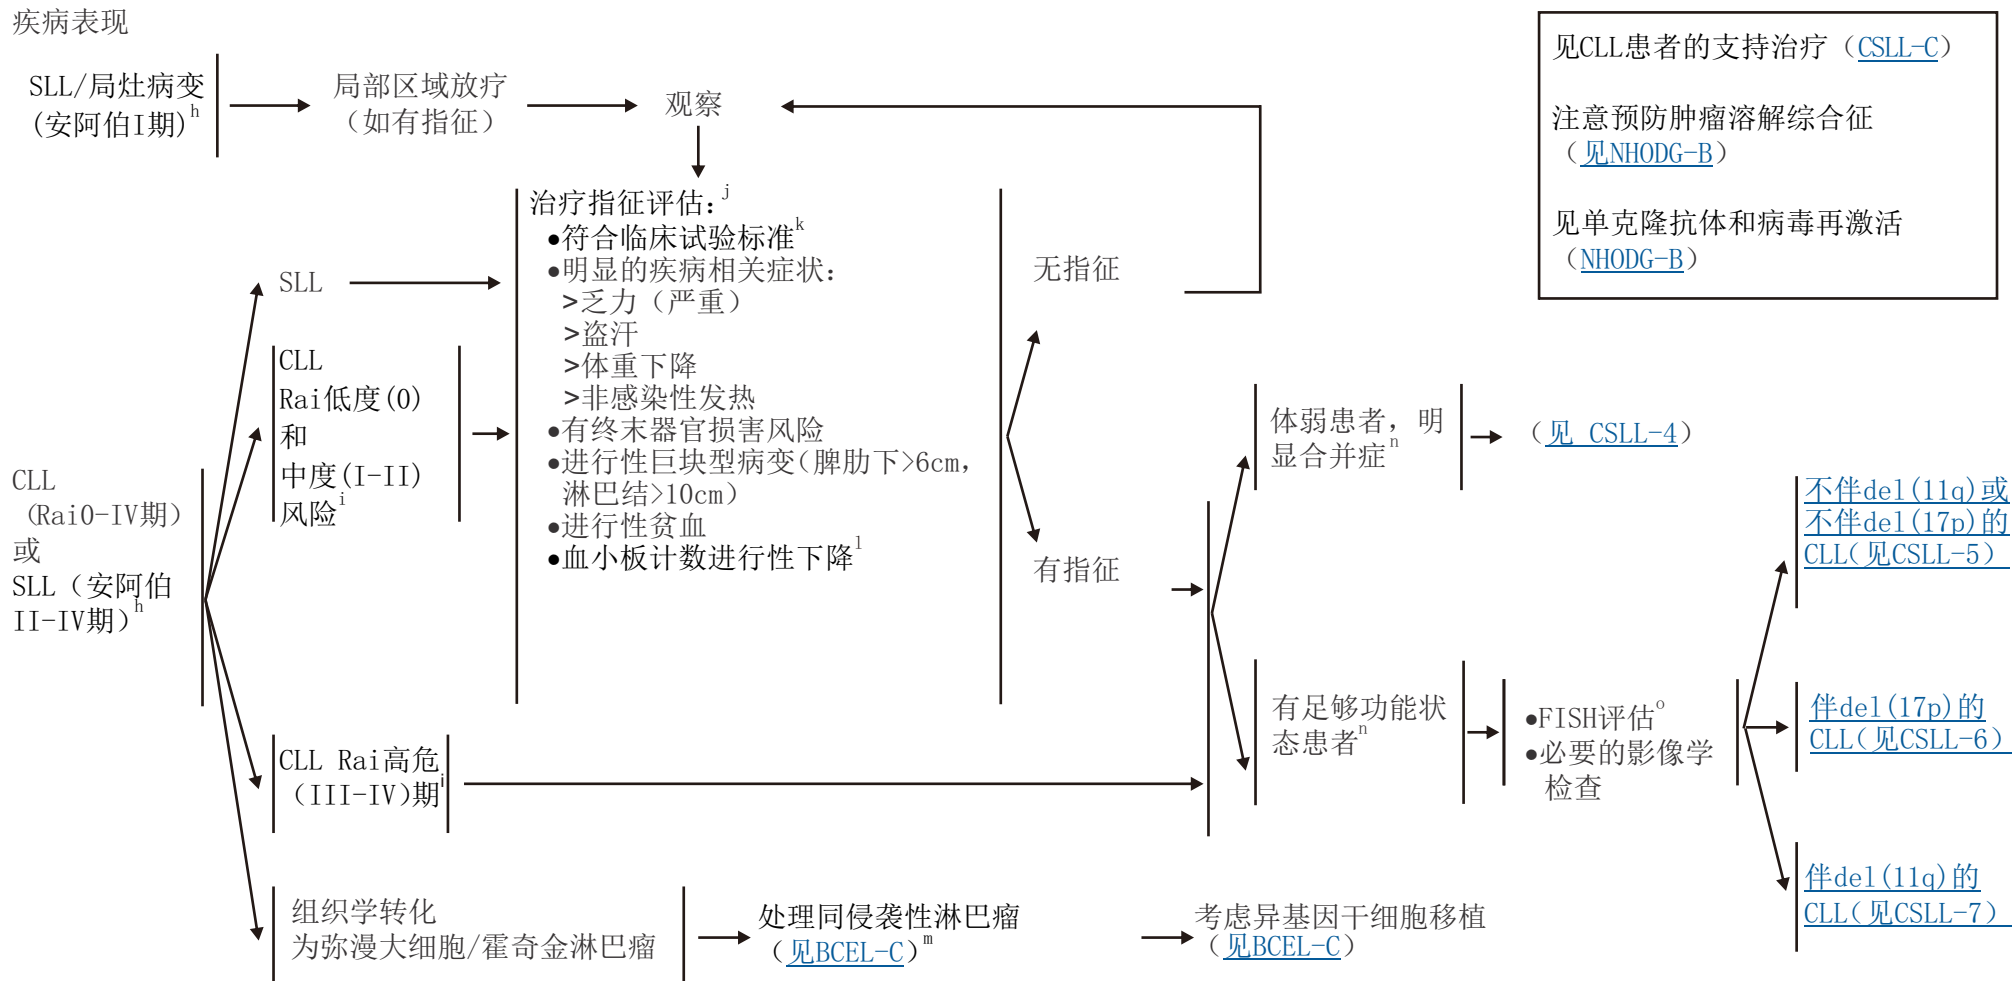 疾病表现
SLL/局灶病变
(安阿伯I期)h
局部区域放疗
（如有指征）
观察
见CLL患者的支持治疗（CSLL-C）
注意预防肿瘤溶解综合征
（见NHODG-B）
见单克隆抗体和病毒再激活
（NHODG-B）
CLL
（Rai0-IV期）
或
SLL（安阿伯
II-IV期）h
SLL
CLL
Rai低度(0)
和
中度(I-II)
风险i
治疗指征评估：j
●符合临床试验标准k
●明显的疾病相关症状：
>乏力（严重）
>盗汗
>体重下降
>非感染性发热
●有终末器官损害风险
●进行性巨块型病变(脾肋下>6cm，
淋巴结>10cm）
●进行性贫血
●血小板计数进行性下降l
无指征
有指征
体弱患者，明
显合并症n
（见 CSLL-4）
有足够功能状
态患者n
●FISH评估o
●必要的影像学
检查
不伴del(11q)或
不伴del(17p)的
CLL(见CSLL-5）
伴del(17p)的
CLL(见CSLL-6）
伴del(11q)的
CLL(见CSLL-7）
CLL Rai高危
（III-IV)期i
组织学转化
为弥漫大细胞/霍奇金淋巴瘤
处理同侵袭性淋巴瘤
（见BCEL-C）m
考虑异基因干细胞移植
（见BCEL-C）